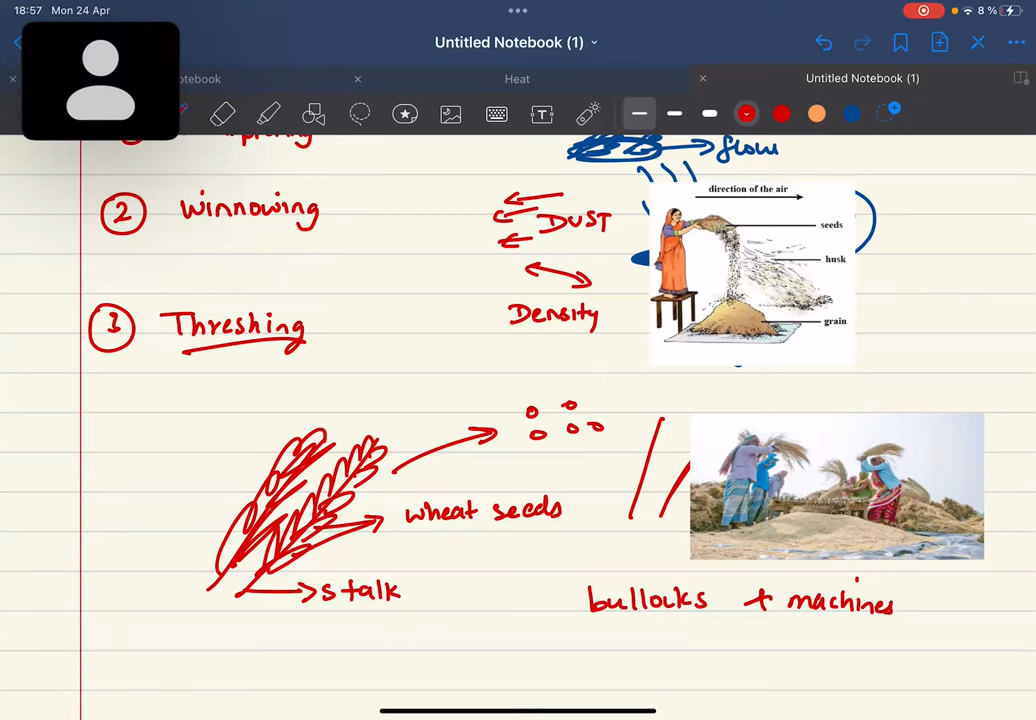 18:57 Mon 24 Apr
8 %
Untitled Notebook (1)
otebook
Heat
Untitled Notebook (1)
T
flour
2 Winnowing
DUST
Density
direction of the air
seeds
husk
grain
3 Threshing
wheat seeds
stalk
bullocks + machines